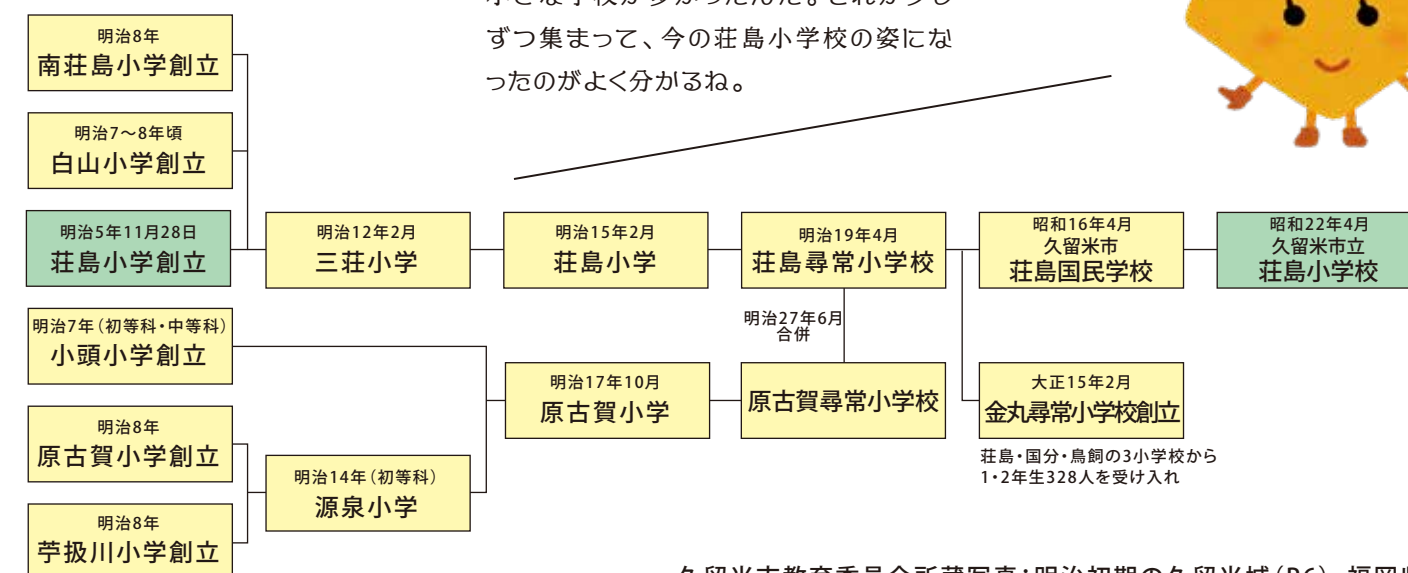 ずつ集まって、今の荘島小学校の姿にな
ったのがよく分かるね。
明治8年
南荘島小学創立
明治7～8年頃
白山小学創立
明治5年11月28日
荘島小学創立
明治12年2月
三荘小学
明治15年2月
荘島小学
明治19年4月
荘島尋常小学校
昭和16年4月
久留米市
荘島国民学校
昭和22年4月
久留米市立
荘島小学校
明治7年（初等科・中等科）
小頭小学創立
明治27年6月
合併
明治17年10月
原古賀小学
原古賀尋常小学校
大正15年2月
金丸尋常小学校創立
荘島・国分・鳥飼の3小学校から
1・2年生328人を受け入れ
明治8年
原古賀小学創立
明治14年（初等科）
源泉小学
明治8年
苧扱川小学創立